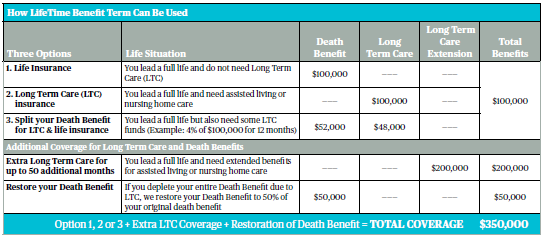 How LifeTime Benefit Term Can Be Used
Three Options
Life Situation
Death
Benefit
Long
Term Care
Long Term
Care
Extension
Total
Benefits
1. Life Insurance
You lead a full life and do not need Long Term
Care (LTC)
$100,000
---
---
2. Long Term Care (LTC)
insurance
You lead a full life and need assisted living or
nursing home care
---
$100,000
---
$100,000
3. Split your Death Benefit
for LTC & life insurance
You lead a full life but also need some LTC
funds (Example: 4% of $100,000 for 12 months)
$52,000
$48,000
---
Additional Coverage for Long Term Care and Death Benefits
Extra Long Term Care for
up to 50 additional months
You lead a full life and need extended benefits
for assisted living or nursing home care
---
---
$200,000
$200,000
Restore your Death Benefit
If you deplete your entire Death Benefit due to
LTC, we restore your Death Benefit to 50% of
your original death benefit
$50,000
---
---
$50,000
Option 1, 2 or 3 + Extra LTC Coverage + Restoration of Death Benefit = TOTAL COVERAGE $350,000